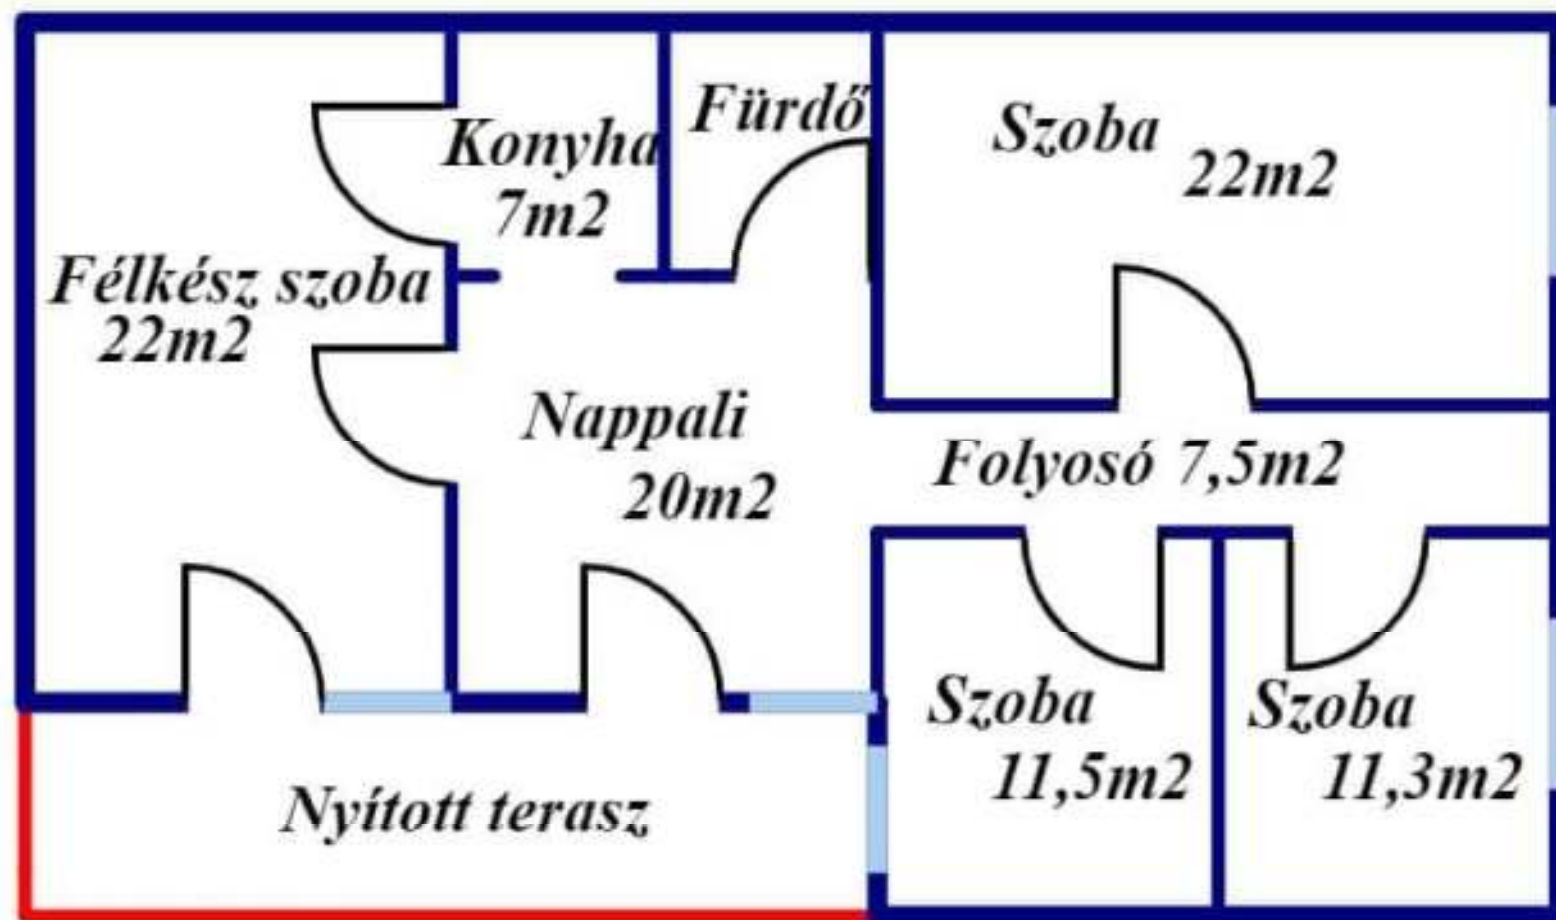 Félkész szoba
22m2
Konyha
7m2
Fürdő
Szoba
22m2
Nappali
20m2
Folyosó 7,5m2
Szoba
11,5m2
Szoba
11,3m2
Nyított terasz